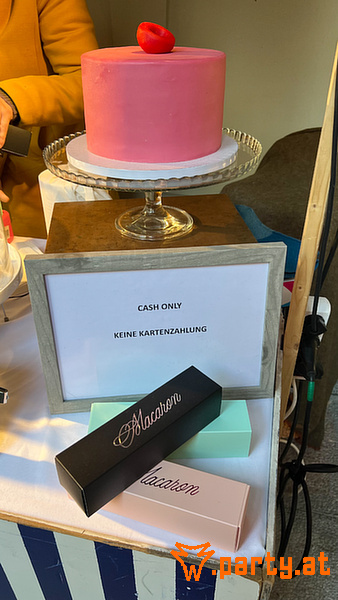 CASH ONLY
KEINE KARTENZAHLUNG
Macaron
Macaron
w.party.at